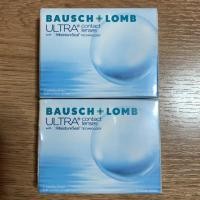 BAUSCH + LOMB
ULTRA® contact lenses
with MoistureSeal® technology
BAUSCH + LOMB
ULTRA® contact lenses
with MoistureSeal® technology